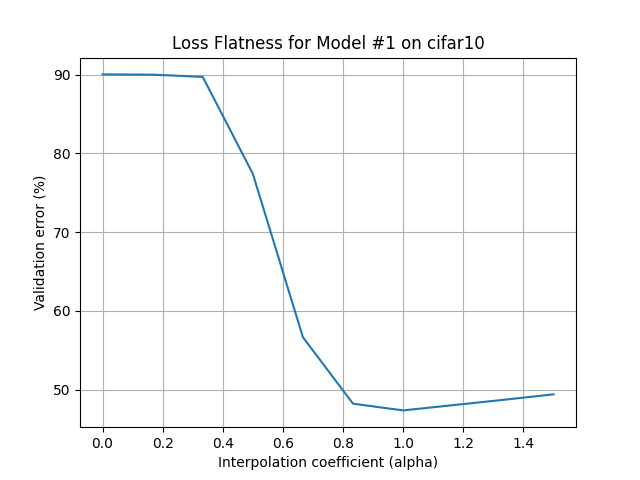 Loss Flatness for Model #1 on cifar10
90
80
70
60
50
Validation error (%)
0.0 0.2 0.4 0.6 0.8 1.0 1.2 1.4
Interpolation coefficient (alpha)